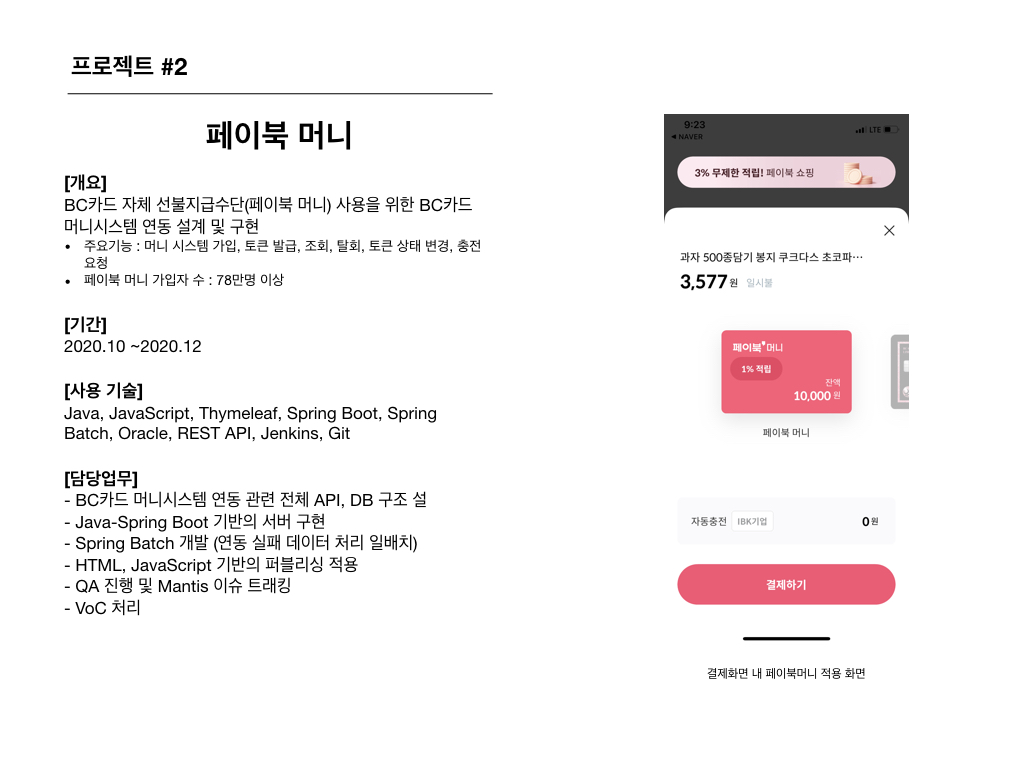 프로젝트 #2
페이북 머니
[개요]
BC카드 자체 선불지급수단(페이북 머니) 사용을 위한 BC카드
머니시스템 연동 설계 및 구현
• 주요기능 : 머니 시스템 가입, 토큰 발급, 조회, 탈회, 토큰 상태 변경, 충전
요청
• 페이북 머니 가입자 수 : 78만명 이상
[기간]
2020.10 ~2020.12
[사용 기술]
Java, JavaScript, Thymeleaf, Spring Boot, Spring
Batch, Oracle, REST API, Jenkins, Git
[담당업무]
- BC카드 머니시스템 연동 관련 전체 API, DB 구조 설
- Java-Spring Boot 기반의 서버 구현
- Spring Batch 개발 (연동 실패 데이터 처리 일배치)
- HTML, JavaScript 기반의 퍼블리싱 적용
- QA 진행 및 Mantis 이슈 트래킹
- VoC 처리
9:23
LTE
◀ NAVER
3% 무제한 적립! 페이북 쇼핑
과자 500종담기 봉지 쿠크다스 초코파…
3,577원 일시불
페이북 머니
1% 적립
잔액
10,000 원
페이북 머니
자동충전 IBK기업 0원
결제하기
결제화면 내 페이북머니 적용 화면